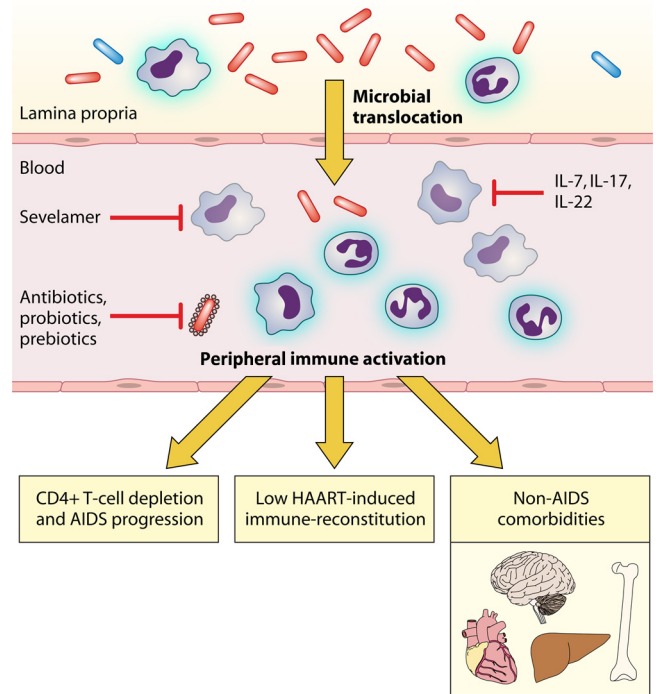 Microbial
translocation
Lamina propria
Blood
IL-7, IL-17,
IL-22
Sevelamer
Antibiotics,
probiotics,
prebiotics
Peripheral immune activation
CD4+ T-cell depletion
and AIDS progression
Low HAART-induced
immune-reconstitution
Non-AIDS
comorbidities